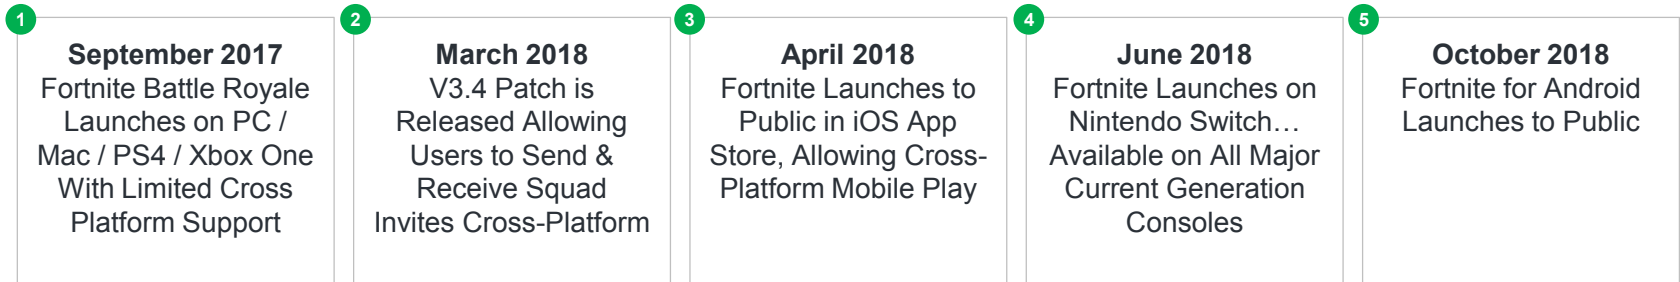 1
September 2017
Fortnite Battle Royale
Launches on PC /
Mac / PS4 / Xbox One
With Limited Cross
Platform Support
2
March 2018
V3.4 Patch is
Released Allowing
Users to Send &
Receive Squad
Invites Cross-Platform
3
April 2018
Fortnite Launches to
Public in iOS App
Store, Allowing Cross-
Platform Mobile Play
4
June 2018
Fortnite Launches on
Nintendo Switch…
Available on All Major
Current Generation
Consoles
5
October 2018
Fortnite for Android
Launches to Public